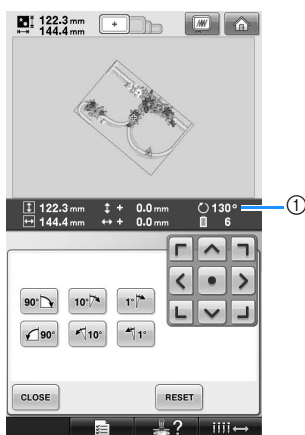 122.3 mm
144.4 mm
122.3 mm + 0.0 mm 130°
144.4 mm + 0.0 mm 6
1
90° 10° 1°
90° 10° 1°
CLOSE RESET
?